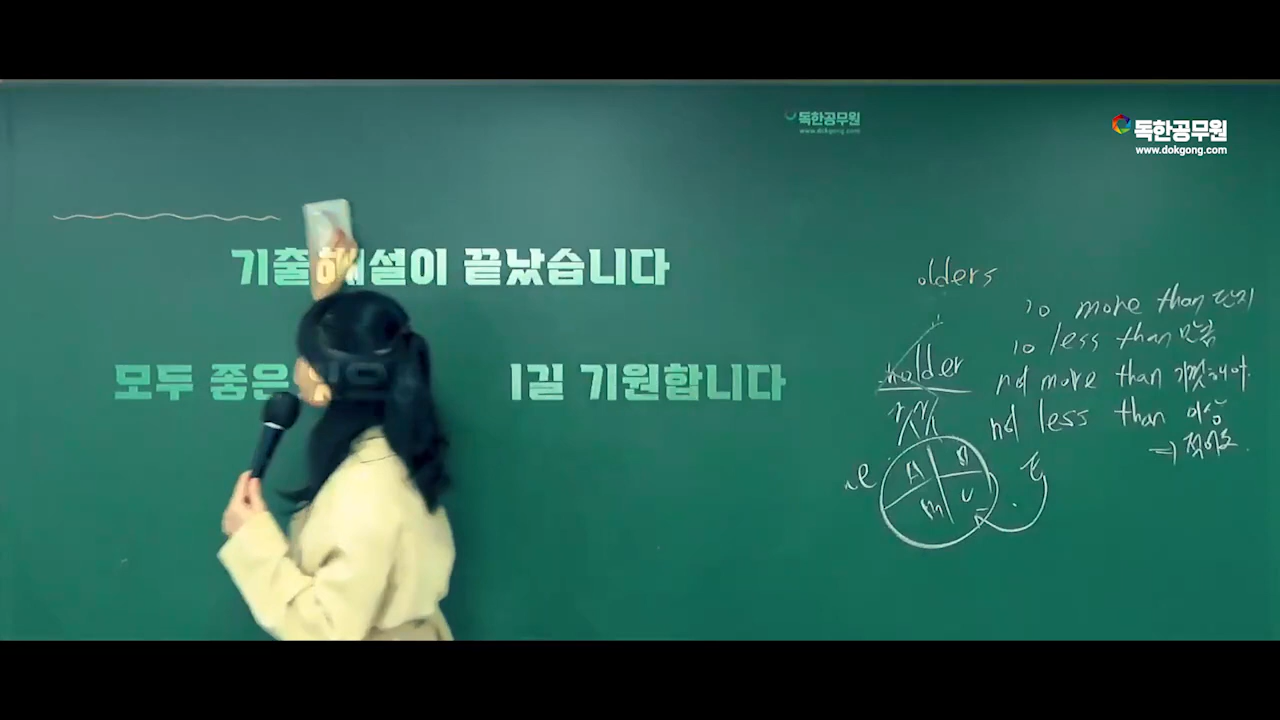 독한공무원
www.dokgong.com
독한공무원
www.dokgong.com
기출해설이 끝났습니다
모두 좋은 길 기원합니다
olders
no more than 단지
no less than 만큼
holder
not more than 기껏해야
not less than 이상
⇒ 적어도
A B
m C